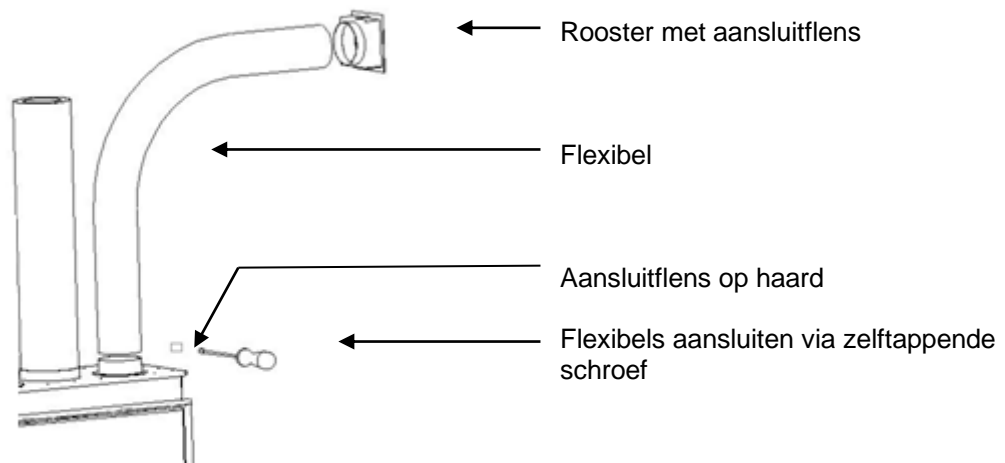 Rooster met aansluitflens
Flexibel
Aansluitflens op haard
Flexibels aansluiten via zelftappende
schroef